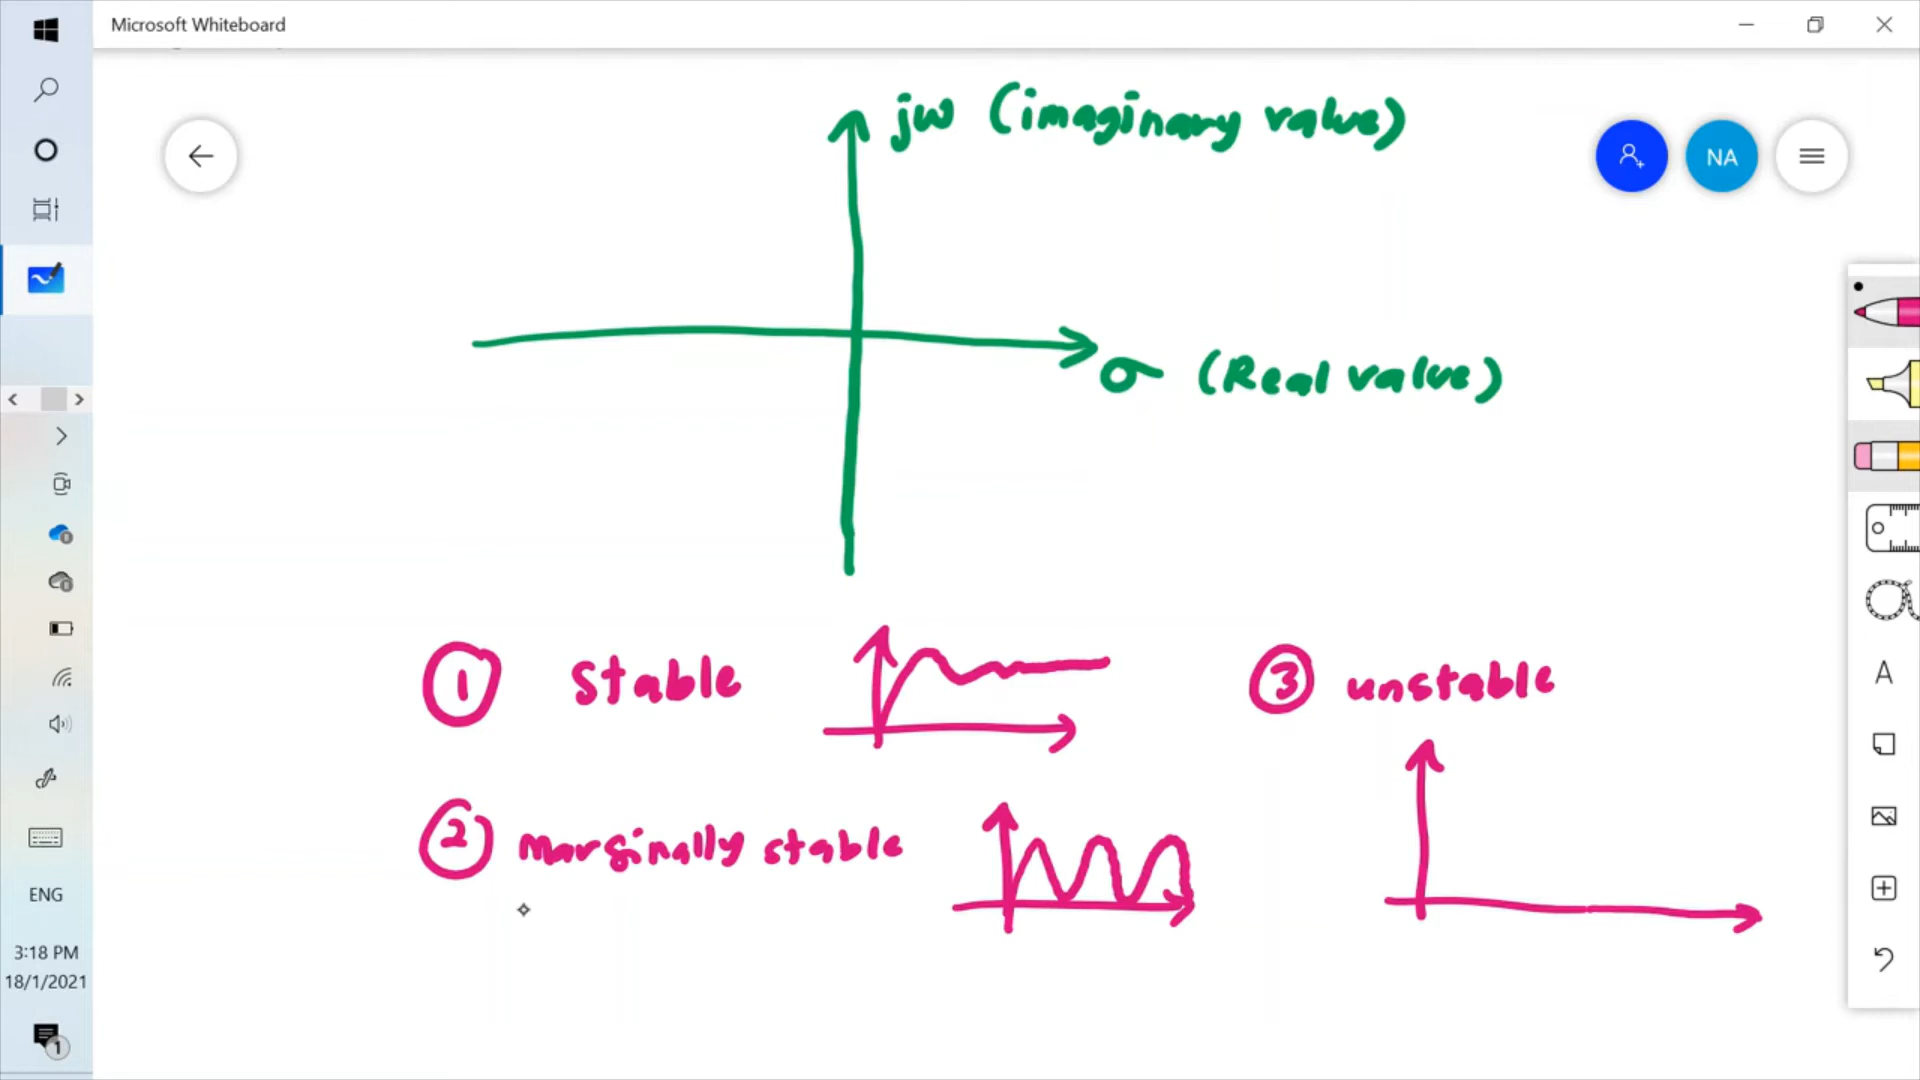 Microsoft Whiteboard
jw (imaginary value)
NA
σ (Real value)
1 stable
3 unstable
2 Marginally stable
A
ENG
3:18 PM
18/1/2021
1